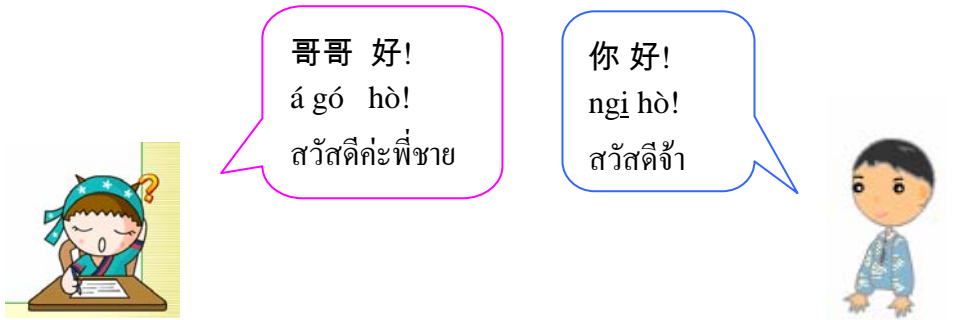 哥哥 好!
á gó hò!
สวัสดีค่ะพี่ชาย
你 好!
ngi hò!
สวัสดีจ้า
?